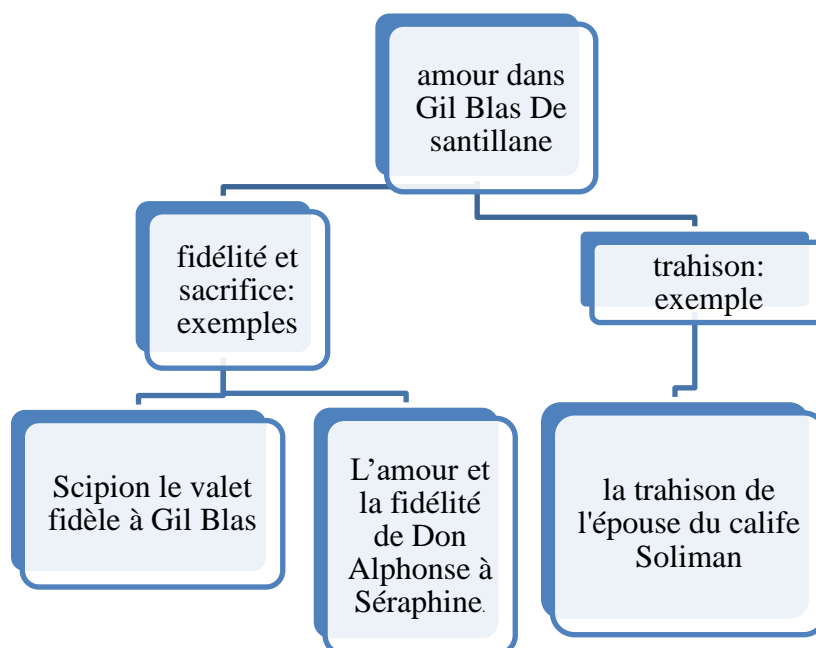 amour dans
Gil Blas De
santillane
fidélité et
sacrifice:
exemples
trahison:
exemple
Scipion le valet
fidèle à Gil Blas
L’amour et
la fidélité
de Don
Alphonse à
Séraphine.
la trahison de
l'épouse du calife
Soliman